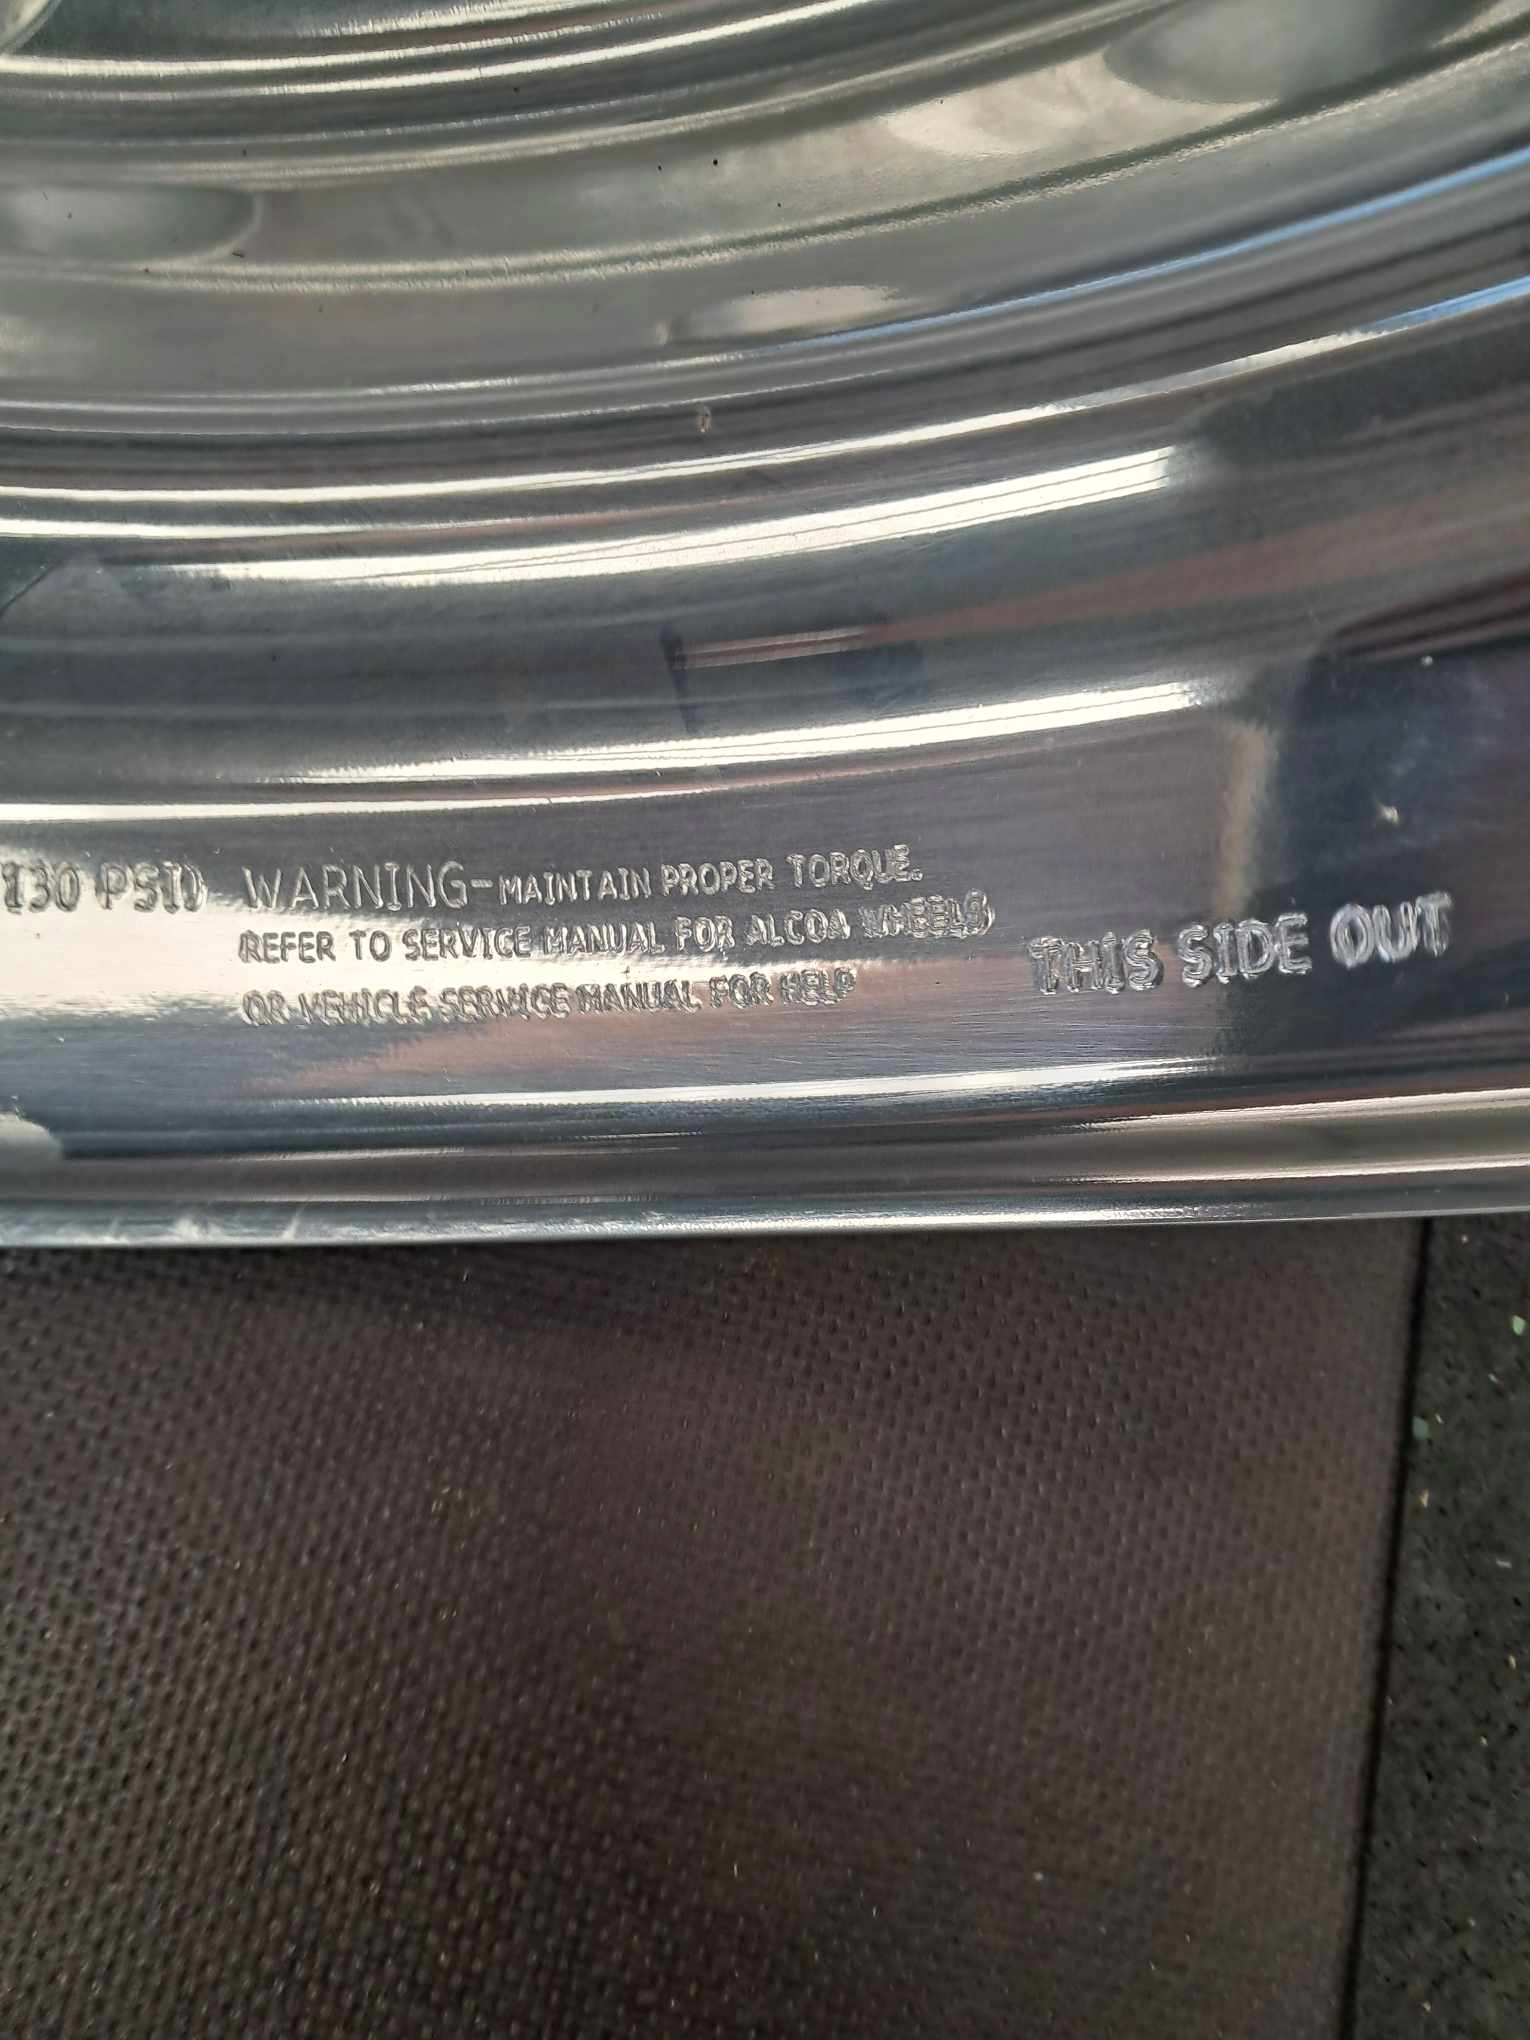 130 PSI) WARNING-MAINTAIN PROPER TORQUE.
REFER TO SERVICE MANUAL FOR ALCOA WHEELS
OR VEHICLE SERVICE MANUAL FOR HELP
THIS SIDE OUT